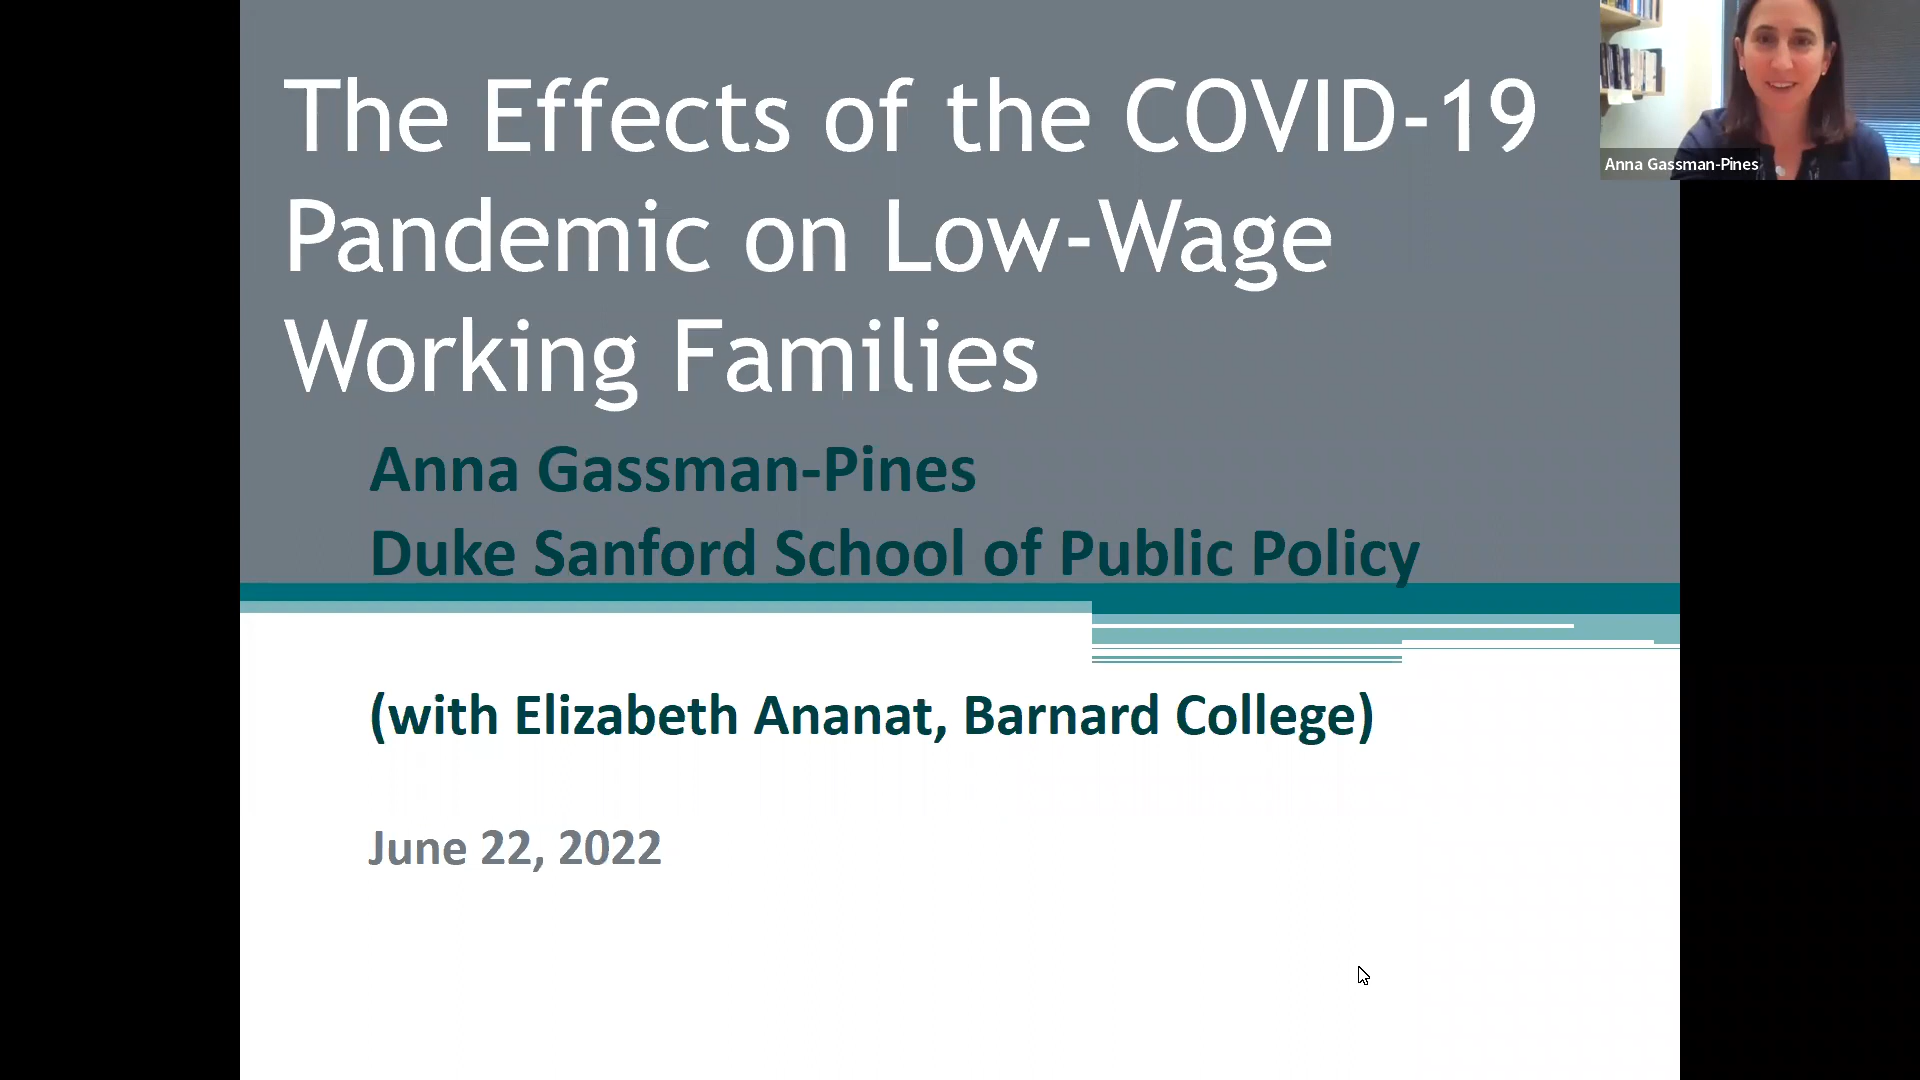 The Effects of the COVID-19
Pandemic on Low-Wage
Working Families
Anna Gassman-Pines
Duke Sanford School of Public Policy
(with Elizabeth Ananat, Barnard College)
June 22, 2022
Anna Gassman-Pines